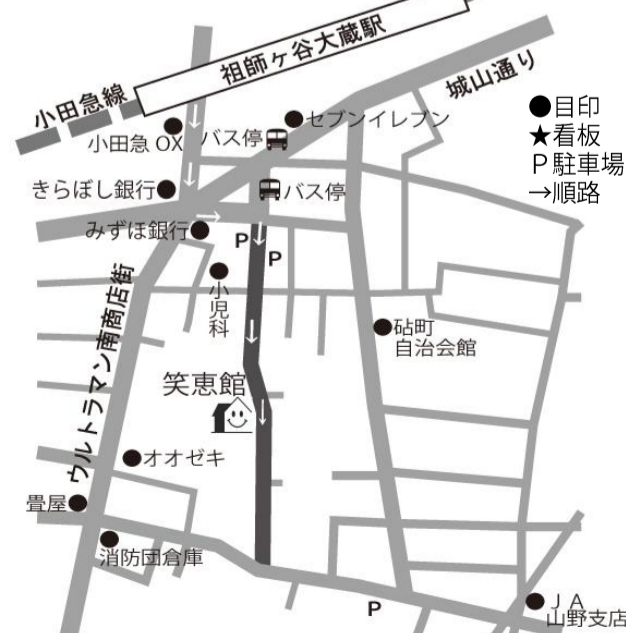 祖師ヶ谷大蔵駅
小田急線
城山通り
●目印
★看板
P 駐車場
→順路
小田急 OX
バス停
セブンイレブン
きらぼし銀行
バス停
みずほ銀行
P
P
小児科
ウルトラマン南商店街
砧町
自治会館
笑恵館
オオゼキ
畳屋
消防団倉庫
P
JA
山野支店